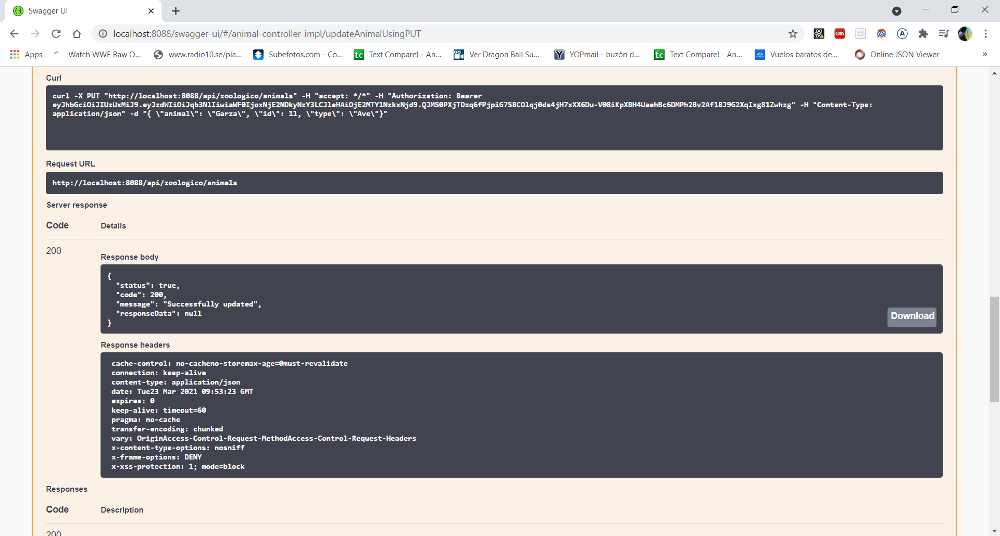 Swagger UI
localhost:8088/swagger-ui/#/animal-controller-impl/updateAnimalUsingPUT
CORS
Apps
Watch WWE Raw O...
www.radio10.se/pla...
Subefotos.com - Co...
tc
Text Compare! - An...
Ver Dragon Ball Su...
YOPmail - buzón d...
tc
Text Compare! - An...
Vuelos baratos de...
Online JSON Viewer
»
Curl
curl -X PUT "http://localhost:8088/api/zoologico/animals" -H "accept: */*" -H "Authorization: Bearer
eyJhbGciOiJIUzUxMiJ9.eyJzdWIiOiJqb3NlIiwiaWF0IjoxNjE2NDkyNzY3LCJleHAiOjE2MTY1NzkxNjd9.QJMS0PXjTDzq6fPjpiG7S8COlqj0ds4jH7xXX6Du-V08iKpXBH4UaehBc6DMPh2Bv2Af18J9G2XqIxg81Zwhzg" -H "Content-Type:
application/json" -d "{ \"animal\": \"Garza\", \"id\": 11, \"type\": \"Ave\"}"
Request URL
http://localhost:8088/api/zoologico/animals
Server response
Code Details
200
Response body
{
"status": true,
"code": 200,
"message": "Successfully updated",
"responseData": null
}
Download
Response headers
cache-control: no-cacheno-storemax-age=0must-revalidate
connection: keep-alive
content-type: application/json
date: Tue23 Mar 2021 09:53:23 GMT
expires: 0
keep-alive: timeout=60
pragma: no-cache
transfer-encoding: chunked
vary: OriginAccess-Control-Request-MethodAccess-Control-Request-Headers
x-content-type-options: nosniff
x-frame-options: DENY
x-xss-protection: 1; mode=block
Responses
Code Description
200